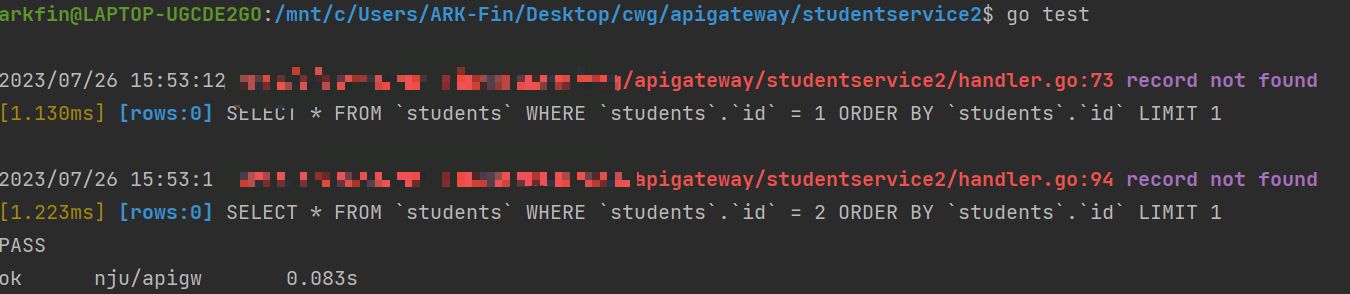 arkfin@LAPTOP-UGCDE2GO:/mnt/c/Users/ARK-Fin/Desktop/cwg/apigateway/studentservice2$ go test
2023/07/26 15:53:12 /apigateway/studentservice2/handler.go:73 record not found
[1.130ms] [rows:0] SELECT * FROM `students` WHERE `students`.`id` = 1 ORDER BY `students`.`id` LIMIT 1
2023/07/26 15:53:1 apigateway/studentservice2/handler.go:94 record not found
[1.223ms] [rows:0] SELECT * FROM `students` WHERE `students`.`id` = 2 ORDER BY `students`.`id` LIMIT 1
PASS
ok nju/apigw 0.083s